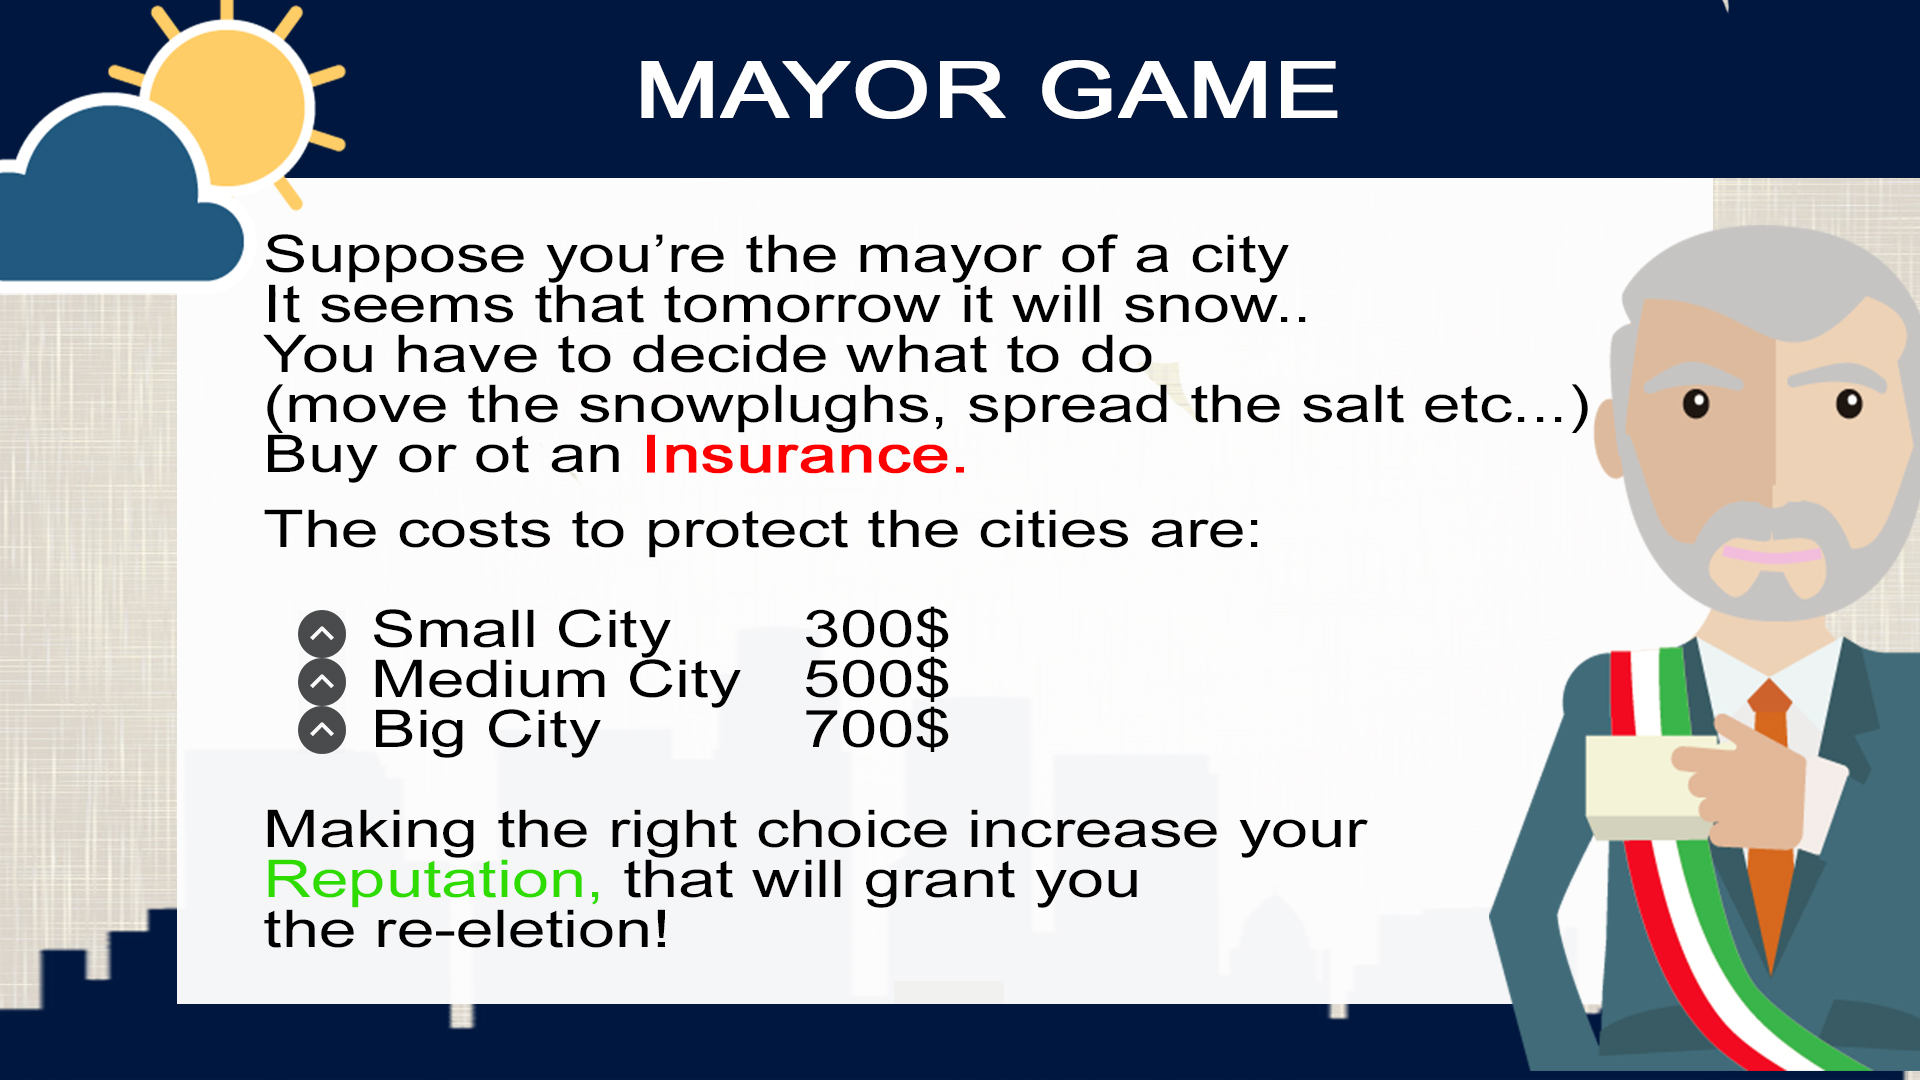 MAYOR GAME
Suppose you’re the mayor of a city
It seems that tomorrow it will snow..
You have to decide what to do
(move the snowplughs, spread the salt etc...)
Buy or ot an Insurance.
The costs to protect the cities are:
Small City 300$
Medium City 500$
Big City 700$
Making the right choice increase your
Reputation, that will grant you
the re-eletion!